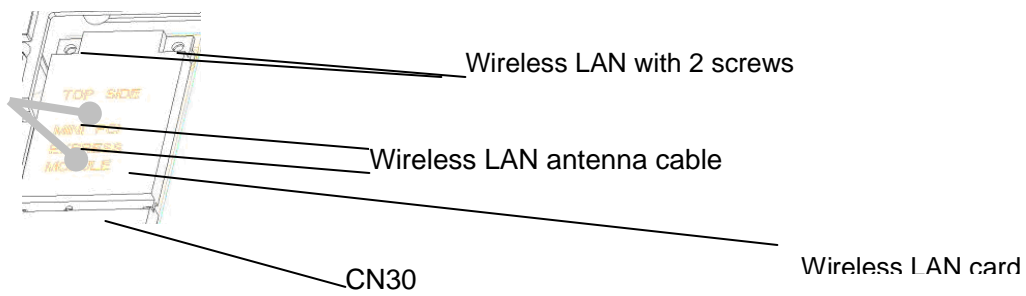 Wireless LAN with 2 screws
TOP SIDE
MINI PCI
EXPRESS
MODULE
Wireless LAN antenna cable
Wireless LAN card
CN30